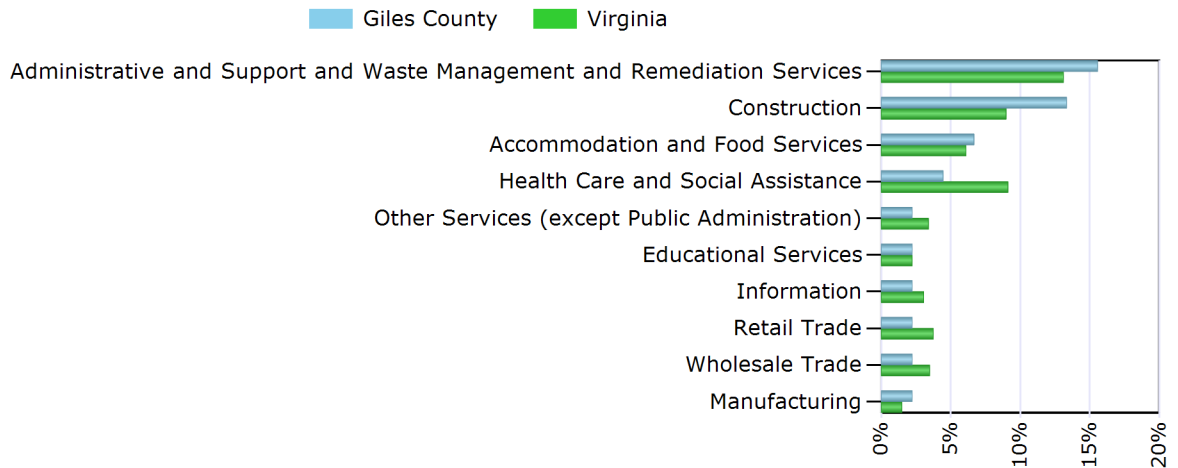 Giles County Virginia
Administrative and Support and Waste Management and Remediation Services
Construction
Accommodation and Food Services
Health Care and Social Assistance
Other Services (except Public Administration)
Educational Services
Information
Retail Trade
Wholesale Trade
Manufacturing
0% 5% 10% 15% 20%